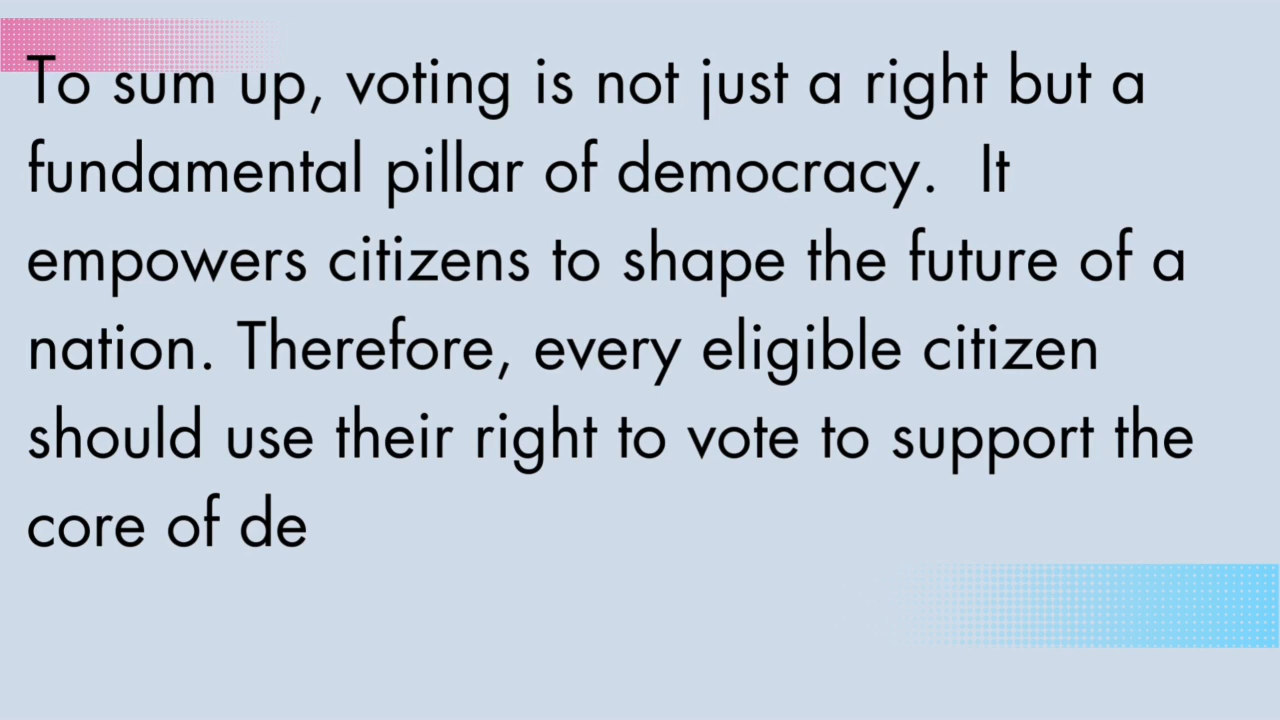 To sum up, voting is not just a right but a
fundamental pillar of democracy.  It
empowers citizens to shape the future of a
nation. Therefore, every eligible citizen
should use their right to vote to support the
core of de